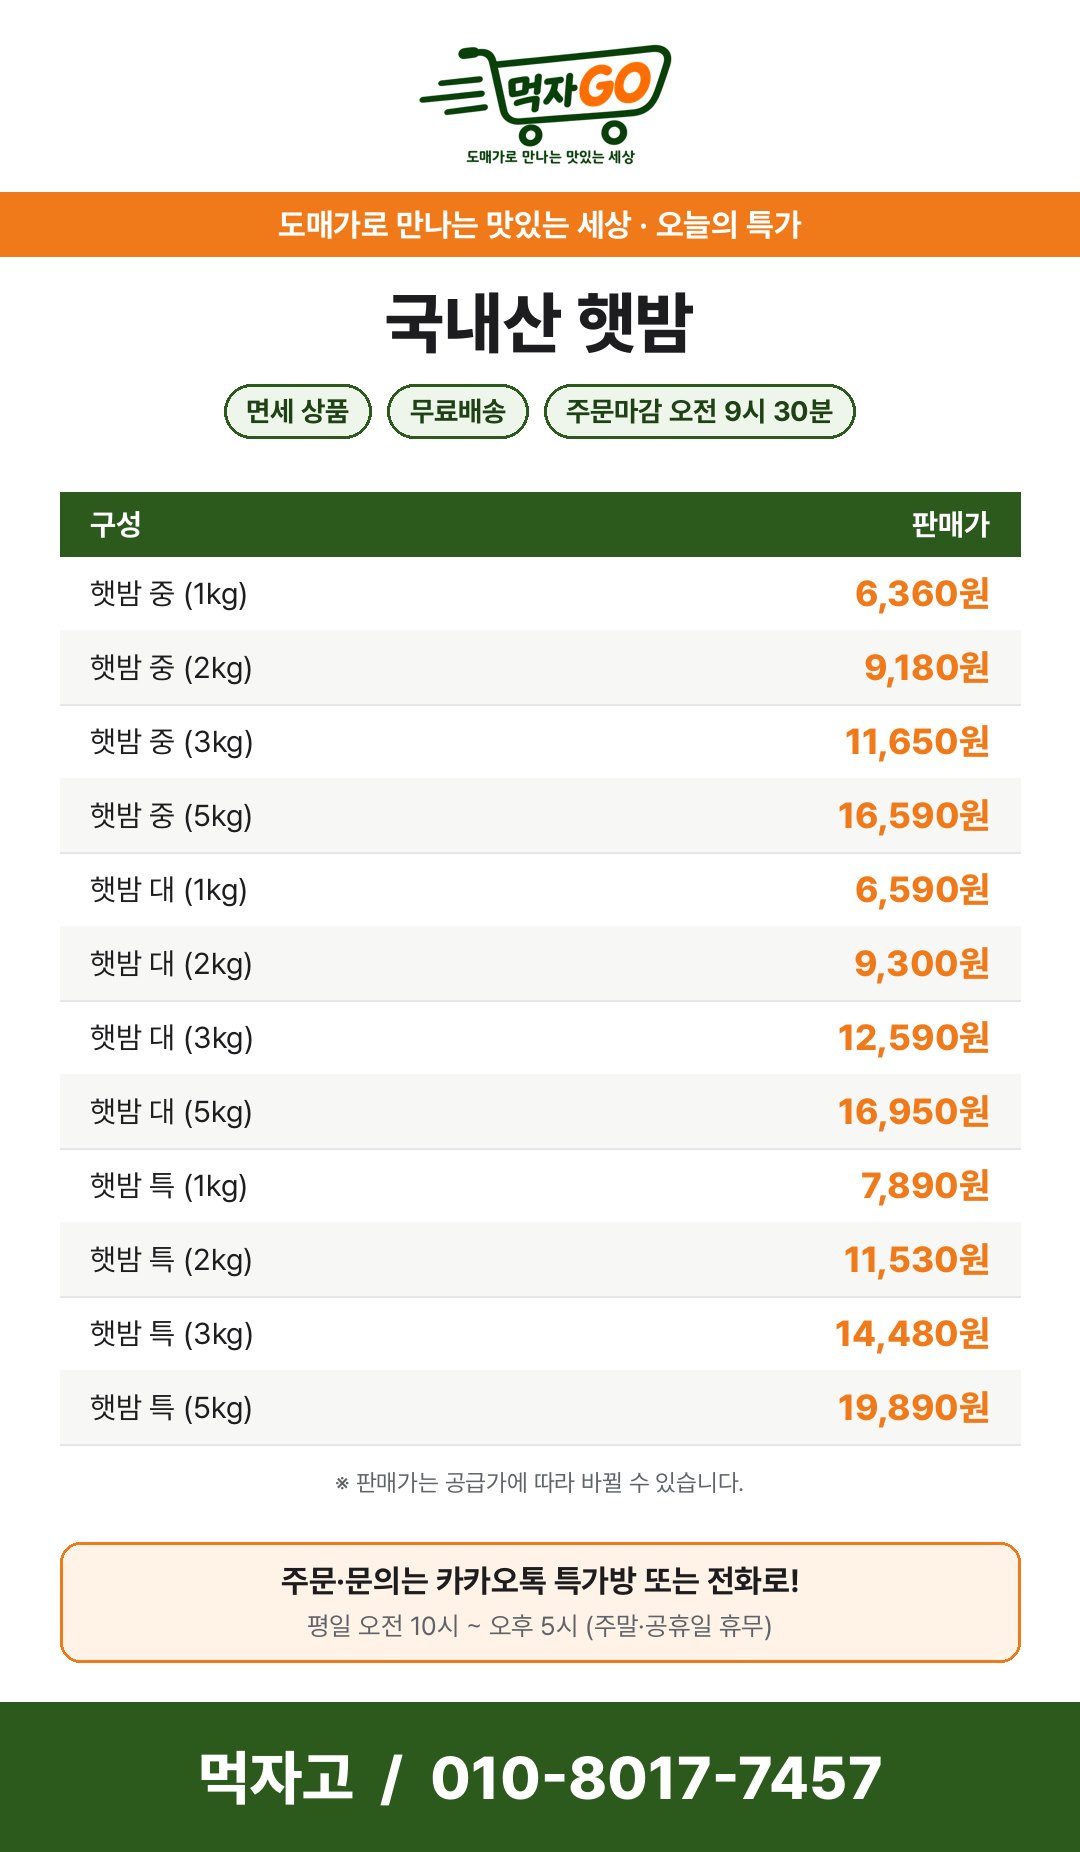 먹자GO
도매가로 만나는 맛있는 세상
도매가로 만나는 맛있는 세상 · 오늘의 특가
국내산 햇밤
면세 상품 무료배송 주문마감 오전 9시 30분
구성 판매가
햇밤 중 (1kg) 6,360원
햇밤 중 (2kg) 9,180원
햇밤 중 (3kg) 11,650원
햇밤 중 (5kg) 16,590원
햇밤 대 (1kg) 6,590원
햇밤 대 (2kg) 9,300원
햇밤 대 (3kg) 12,590원
햇밤 대 (5kg) 16,950원
햇밤 특 (1kg) 7,890원
햇밤 특 (2kg) 11,530원
햇밤 특 (3kg) 14,480원
햇밤 특 (5kg) 19,890원
※ 판매가는 공급가에 따라 바뀔 수 있습니다.
주문·문의는 카카오톡 특가방 또는 전화로!
평일 오전 10시 ~ 오후 5시 (주말·공휴일 휴무)
먹자고 / 010-8017-7457